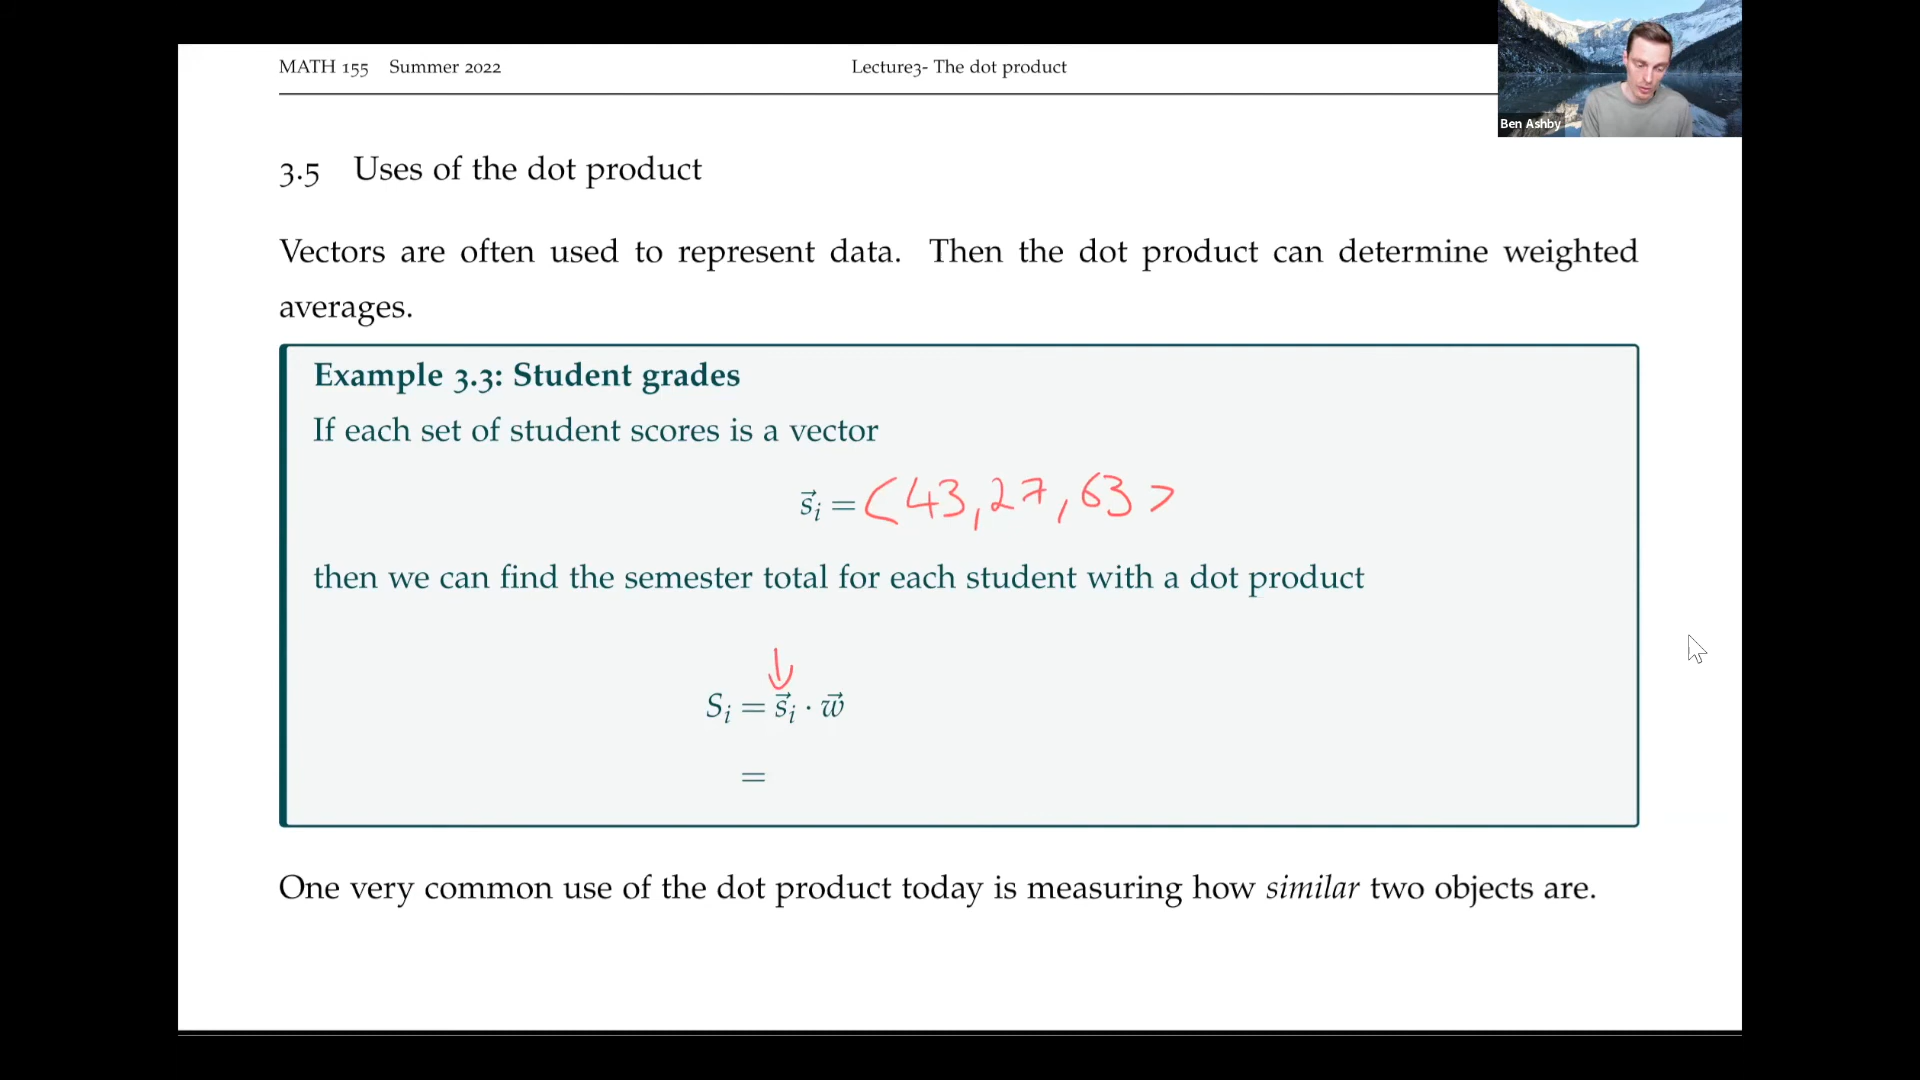 MATH 155 Summer 2022 Lecture3- The dot product
Ben Ashby
3.5 Uses of the dot product
Vectors are often used to represent data. Then the dot product can determine weighted
averages.
Example 3.3: Student grades
If each set of student scores is a vector
s⃗ᵢ = < 43, 27, 63 >
then we can find the semester total for each student with a dot product
Sᵢ = s⃗ᵢ · w⃗
=
One very common use of the dot product today is measuring how similar two objects are.